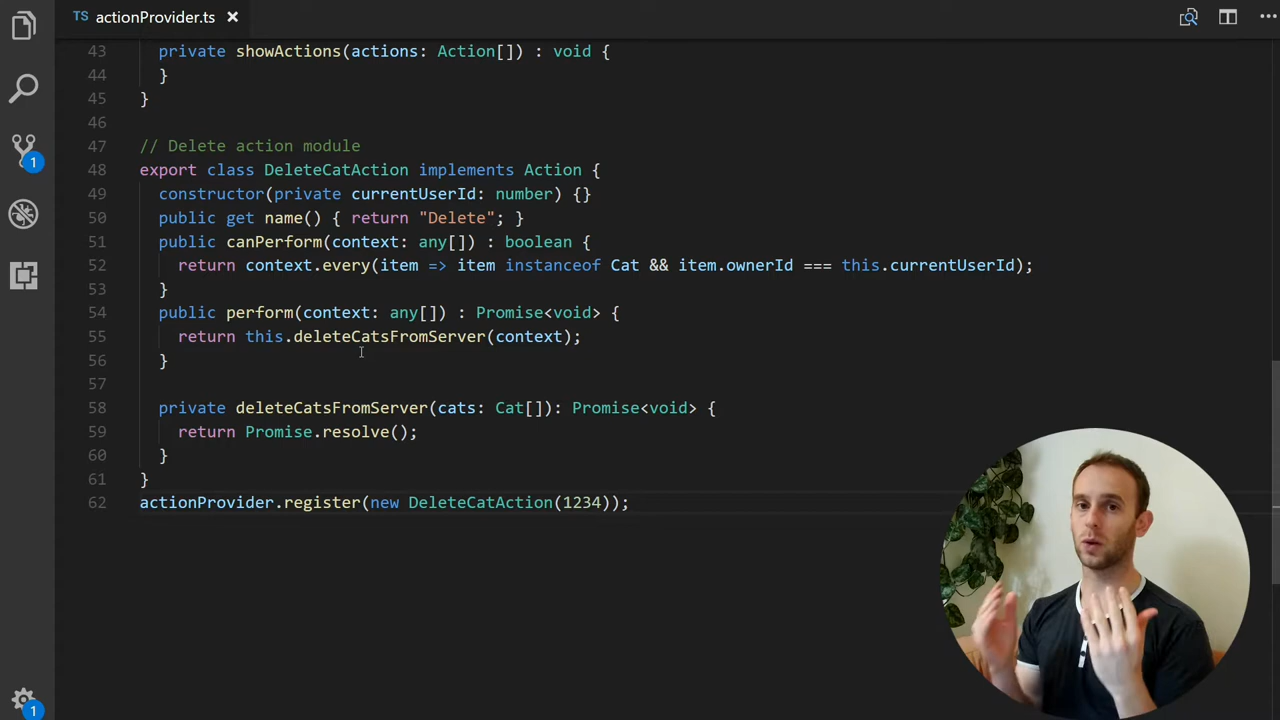 TS actionProvider.ts ×
43 private showActions(actions: Action[]) : void {
44 }
45 }
46
47 // Delete action module
48 export class DeleteCatAction implements Action {
49 constructor(private currentUserId: number) {}
50 public get name() { return "Delete"; }
51 public canPerform(context: any[]) : boolean {
52 return context.every(item => item instanceof Cat && item.ownerId === this.currentUserId);
53 }
54 public perform(context: any[]) : Promise<void> {
55 return this.deleteCatsFromServer(context);
56 }
57
58 private deleteCatsFromServer(cats: Cat[]): Promise<void> {
59 return Promise.resolve();
60 }
61 }
62 actionProvider.register(new DeleteCatAction(1234));
1
1